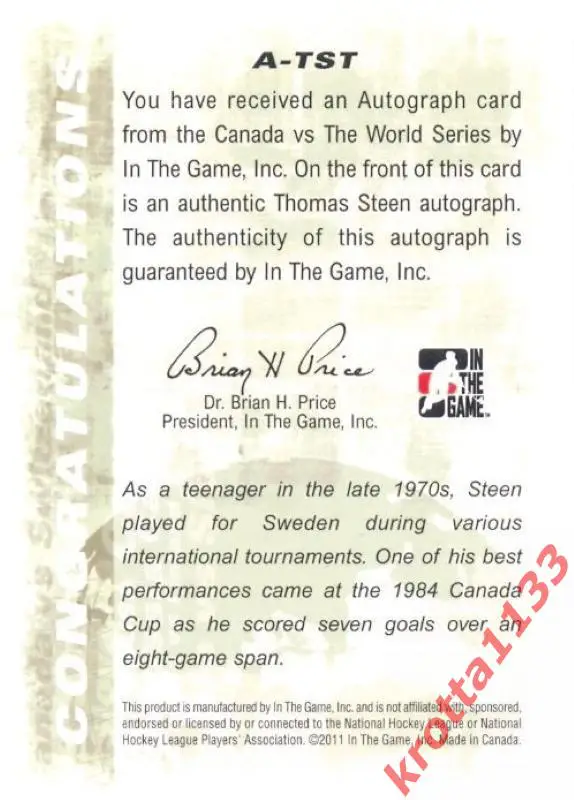 CONGRATULATIONS
A-TST
You have received an Autograph card
from the Canada vs The World Series by
In The Game, Inc. On the front of this card
is an authentic Thomas Steen autograph.
The authenticity of this autograph is
guaranteed by In The Game, Inc.
Brian H Price
Dr. Brian H. Price
President, In The Game, Inc.
IN
THE
GAME
As a teenager in the late 1970s, Steen
played for Sweden during various
international tournaments. One of his best
performances came at the 1984 Canada
Cup as he scored seven goals over an
eight-game span.
This product is manufactured by In The Game, Inc. and is not affiliated with, sponsored,
endorsed or licensed by or connected to the National Hockey League or National
Hockey League Players' Association. ©2011 In The Game, Inc. Made in Canada.
krotta1133